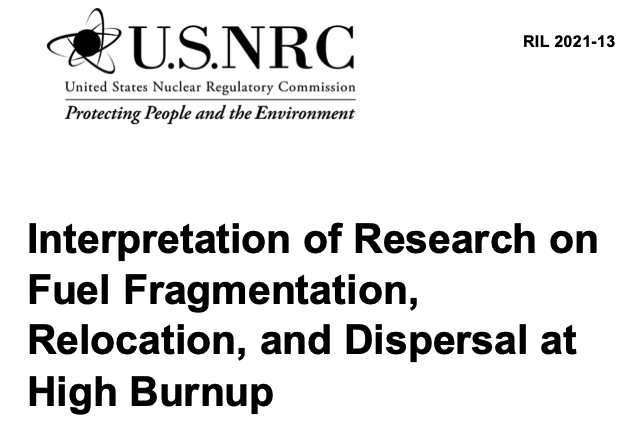 U.S.NRC
RIL 2021-13
United States Nuclear Regulatory Commission
Protecting People and the Environment
Interpretation of Research on
Fuel Fragmentation,
Relocation, and Dispersal at
High Burnup